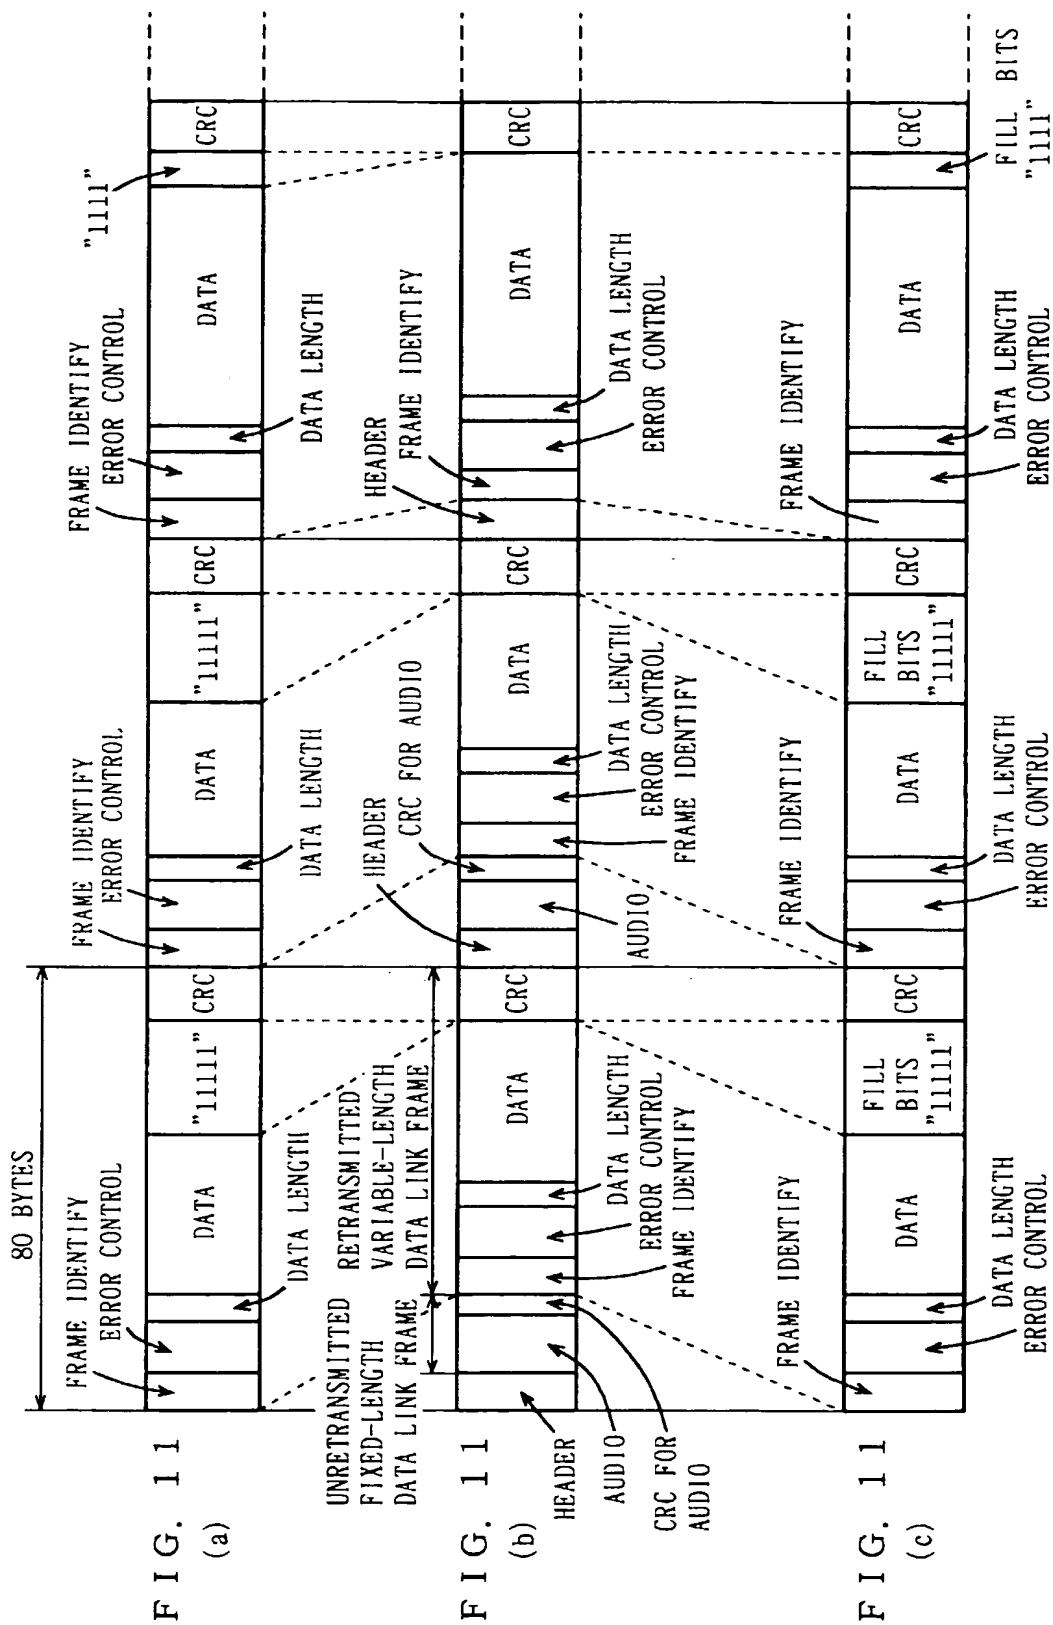 FIG. 11
(a)
80 BYTES
FRAME IDENTIFY
ERROR CONTROL
DATA LENGTH
DATA
"11111"
CRC
FRAME IDENTIFY
ERROR CONTROL
DATA LENGTH
DATA
"11111"
CRC
FRAME IDENTIFY
ERROR CONTROL
DATA LENGTH
DATA
"1111"
CRC
FIG. 11
(b)
UNRETRANSMITTED
FIXED-LENGTH
DATA LINK FRAME
RETRANSMITTED
VARIABLE-LENGTH
DATA LINK FRAME
HEADER
AUDIO
CRC FOR
AUDIO
FRAME IDENTIFY
ERROR CONTROL
DATA LENGTH
DATA
CRC
HEADER
CRC FOR AUDIO
AUDIO
FRAME IDENTIFY
ERROR CONTROL
DATA LENGTH
DATA
CRC
HEADER
FRAME IDENTIFY
ERROR CONTROL
DATA LENGTH
DATA
CRC
FIG. 11
(c)
FRAME IDENTIFY
ERROR CONTROL
DATA LENGTH
DATA
FILL
BITS
"11111"
CRC
FRAME IDENTIFY
ERROR CONTROL
DATA LENGTH
DATA
FILL
BITS
"11111"
CRC
FRAME IDENTIFY
ERROR CONTROL
DATA LENGTH
DATA
FILL BITS
"1111"
CRC